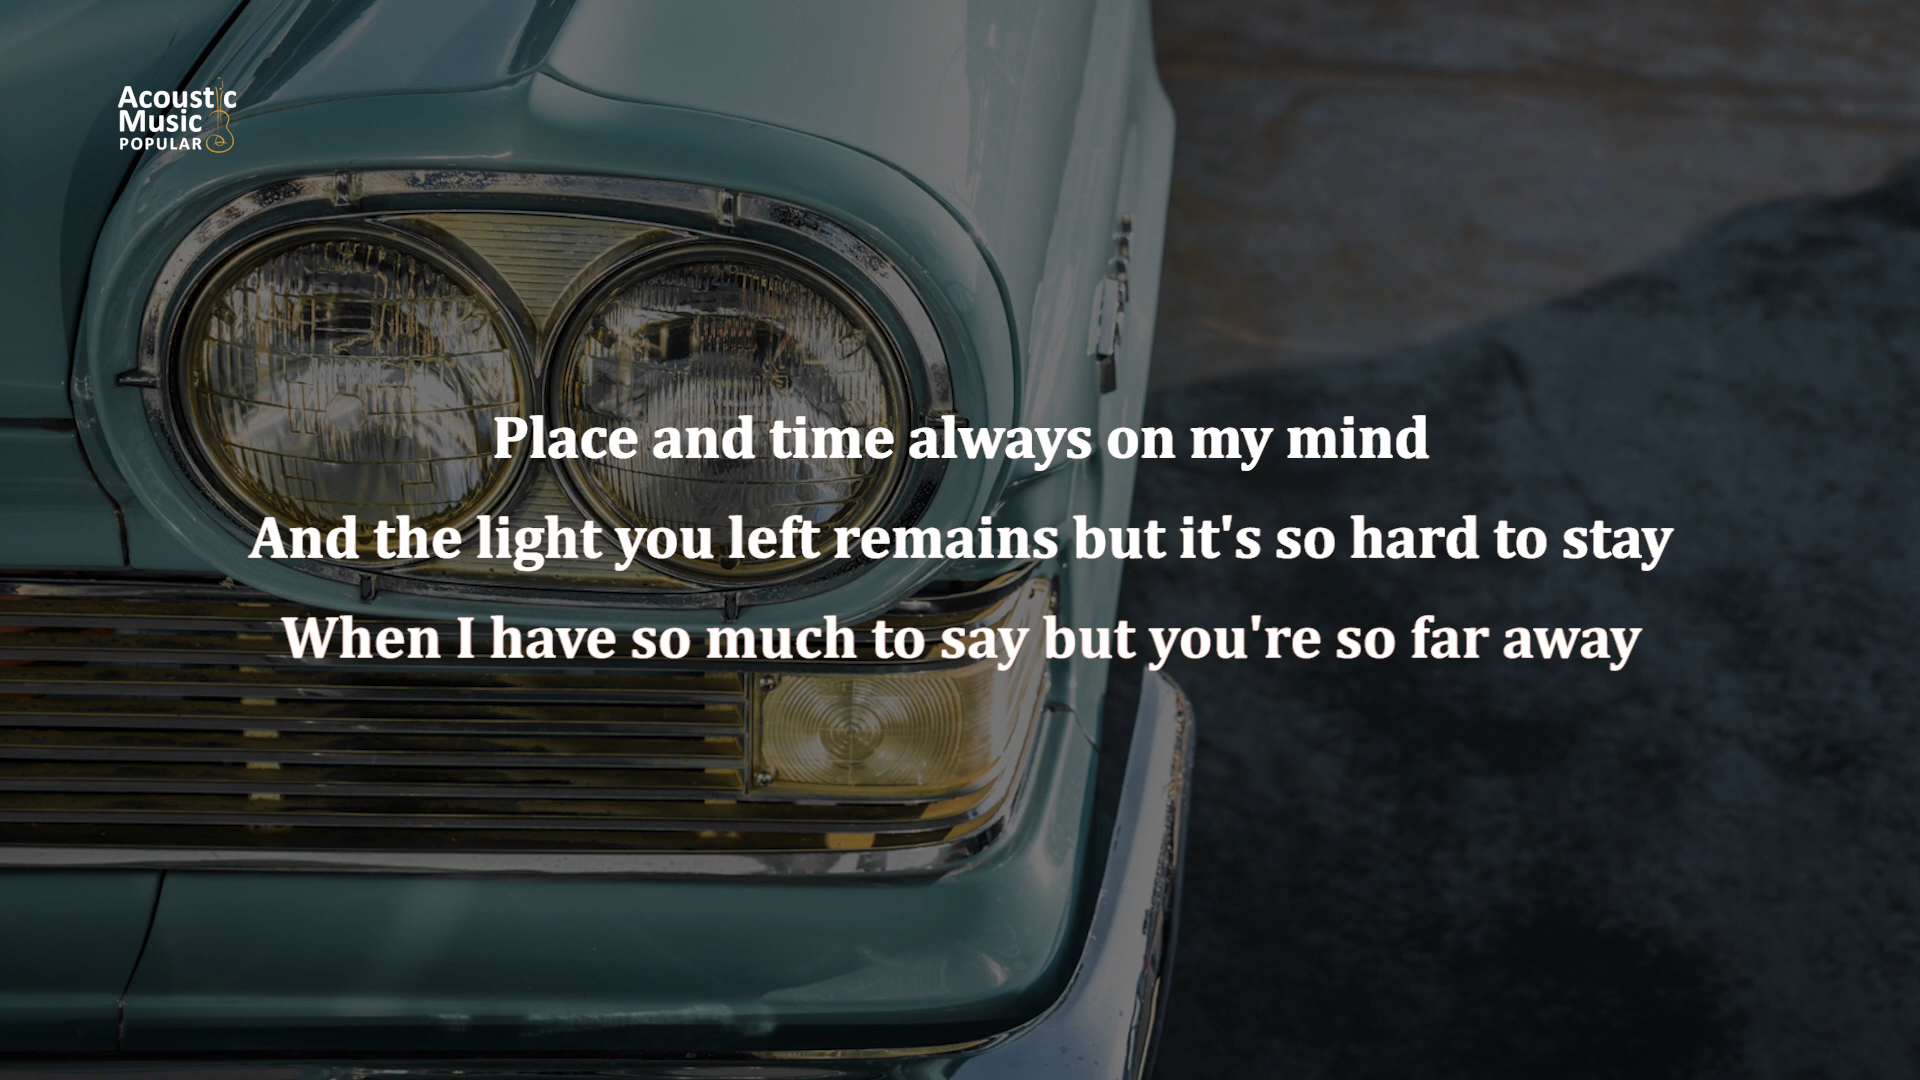 Acoustic
Music
POPULAR
Place and time always on my mind
And the light you left remains but it's so hard to stay
When I have so much to say but you're so far away